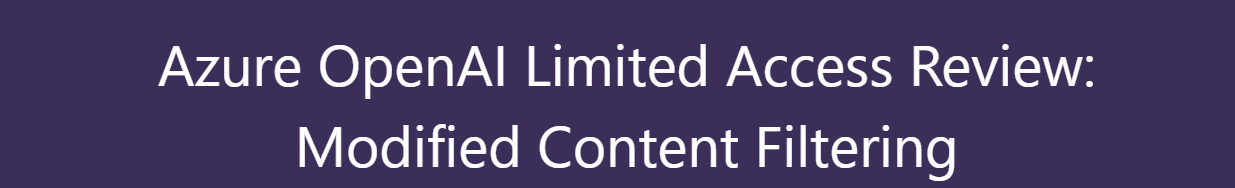 Azure OpenAI Limited Access Review:
Modified Content Filtering